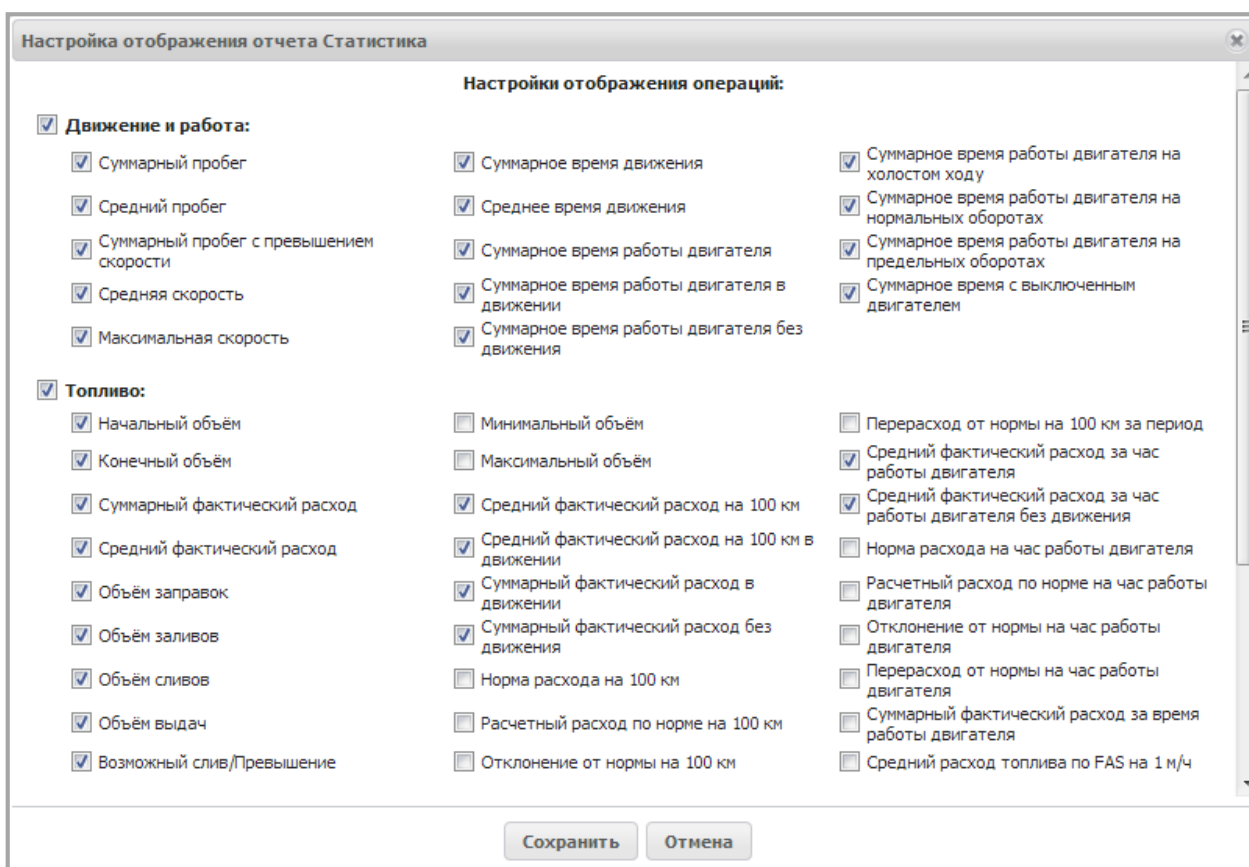 Настройка отображения отчета Статистика
Настройки отображения операций:
Движение и работа:
Суммарный пробег
Суммарное время движения
Суммарное время работы двигателя на
холостом ходу
Средний пробег
Среднее время движения
Суммарное время работы двигателя на
нормальных оборотах
Суммарный пробег с превышением
скорости
Суммарное время работы двигателя
Суммарное время работы двигателя на
предельных оборотах
Средняя скорость
Суммарное время работы двигателя в
движении
Суммарное время с выключенным
двигателем
Максимальная скорость
Суммарное время работы двигателя без
движения
Топливо:
Начальный объём
Минимальный объём
Перерасход от нормы на 100 км за период
Конечный объём
Максимальный объём
Средний фактический расход за час
работы двигателя
Суммарный фактический расход
Средний фактический расход на 100 км
Средний фактический расход за час
работы двигателя без движения
Средний фактический расход
Средний фактический расход на 100 км в
движении
Норма расхода на час работы двигателя
Объём заправок
Суммарный фактический расход в
движении
Расчетный расход по норме на час работы
двигателя
Объём заливов
Суммарный фактический расход без
движения
Отклонение от нормы на час работы
двигателя
Объём сливов
Норма расхода на 100 км
Перерасход от нормы на час работы
двигателя
Объём выдач
Расчетный расход по норме на 100 км
Суммарный фактический расход за время
работы двигателя
Возможный слив/Превышение
Отклонение от нормы на 100 км
Средний расход топлива по FAS на 1 м/ч
Сохранить
Отмена